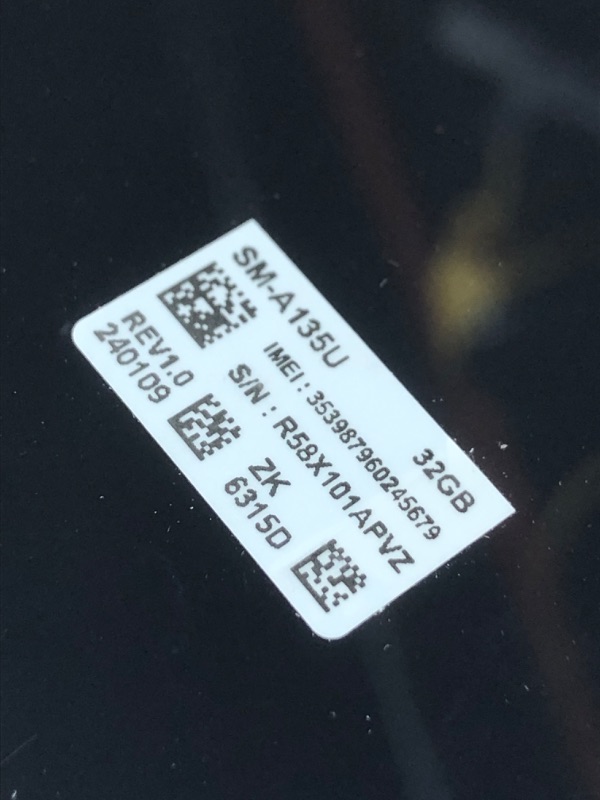 SM-A135U 32GB
IMEI : 353987960245679
S/N : R58X101APVZ
REV1.0 ZK
240109 6315D